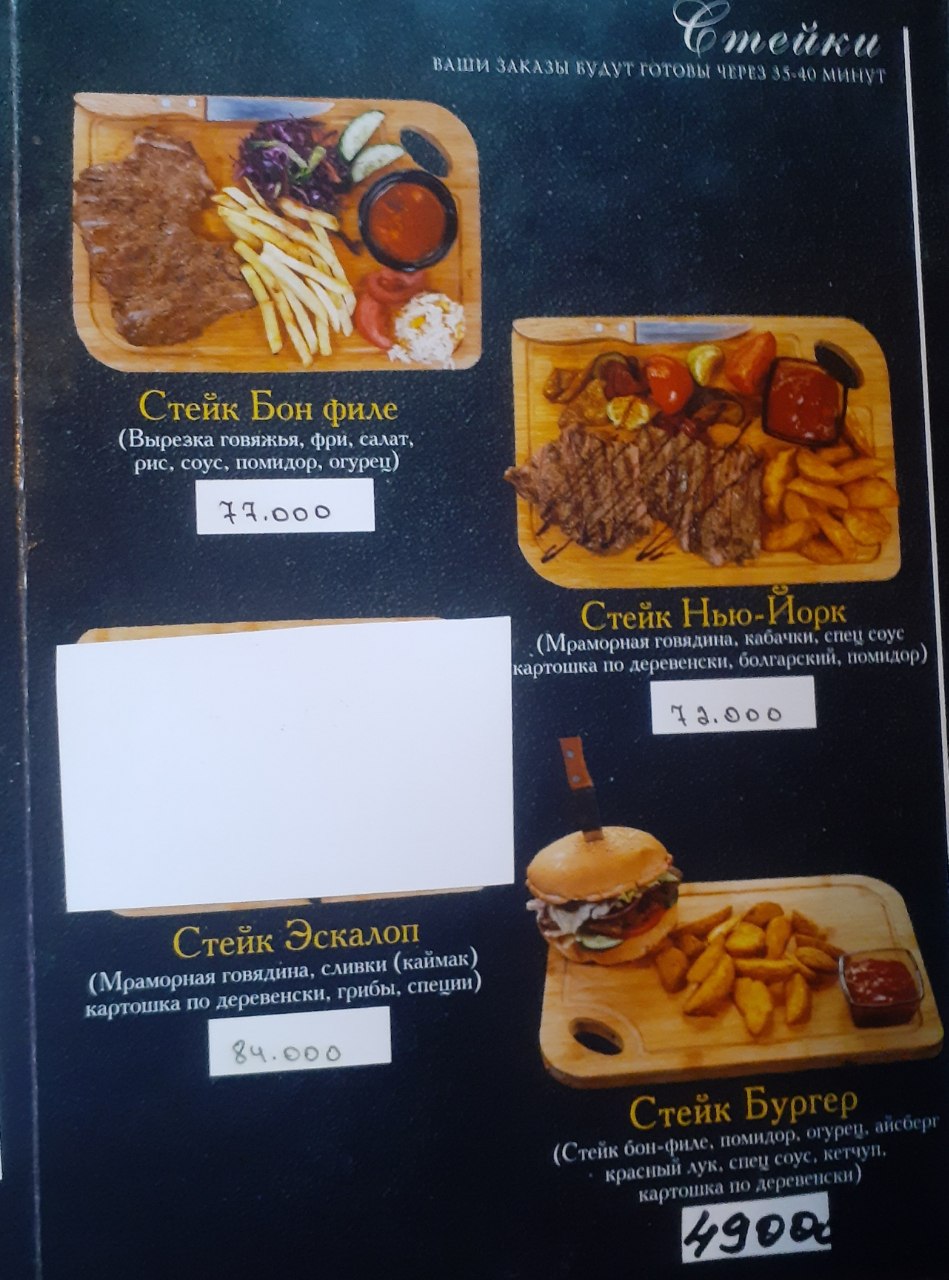 Стейки
ВАШИ ЗАКАЗЫ БУДУТ ГОТОВЫ ЧЕРЕЗ 35-40 МИНУТ
Стейк Бон филе
(Вырезка говяжья, фри, салат,
рис, соус, помидор, огурец)
77.000
Стейк Нью-Йорк
(Мраморная говядина, кабачки, спец соус
картошка по деревенски, болгарский, помидор)
72.000
Стейк Эскалоп
(Мраморная говядина, сливки (каймак)
картошка по деревенски, грибы, специи)
84.000
Стейк Бургер
(Стейк бон-филе, помидор, огурец, айсберг
красный лук, спец соус, кетчуп,
картошка по деревенски)
49000